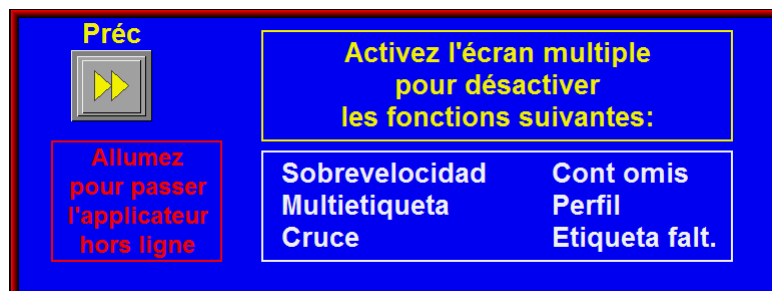 Préc
Activez l'écran multiple
pour désactiver
les fonctions suivantes:
Allumez
pour passer
l'applicateur
hors ligne
Sobrevelocidad
Cont omis
Multietiqueta
Perfil
Cruce
Etiqueta falt.